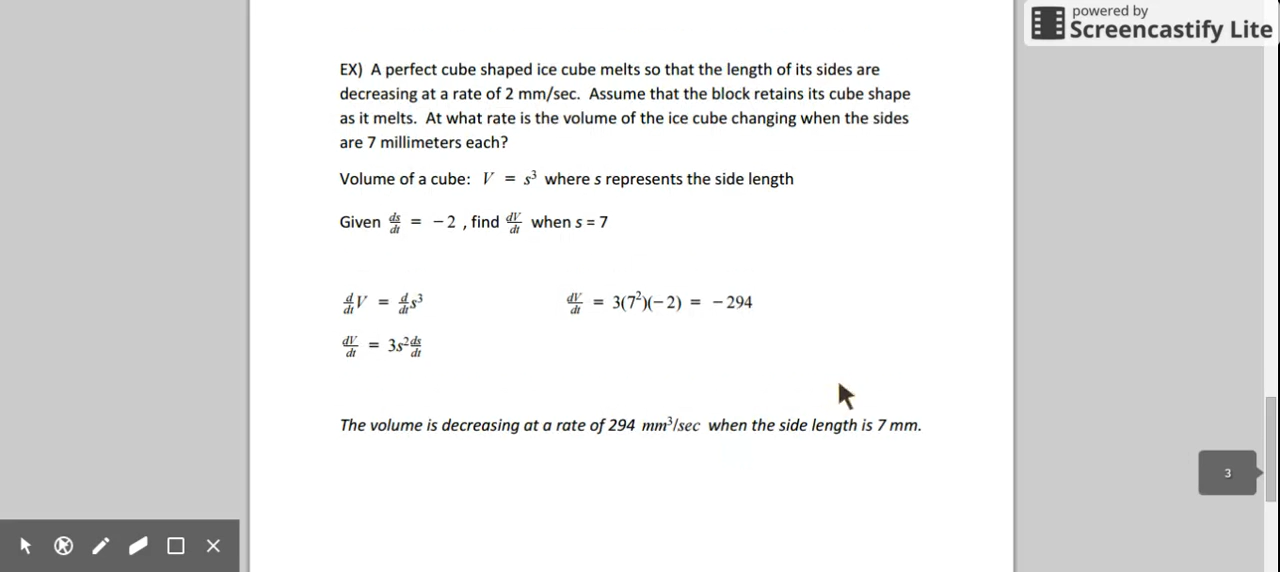 powered by
Screencastify Lite
EX) A perfect cube shaped ice cube melts so that the length of its sides are
decreasing at a rate of 2 mm/sec. Assume that the block retains its cube shape
as it melts. At what rate is the volume of the ice cube changing when the sides
are 7 millimeters each?
Volume of a cube: V = s³ where s represents the side length
Given ds/dt = −2 , find dV/dt when s = 7
d/dt V = d/dt s³
dV/dt = 3(7²)(−2) = −294
dV/dt = 3s² ds/dt
The volume is decreasing at a rate of 294 mm³/sec when the side length is 7 mm.
3